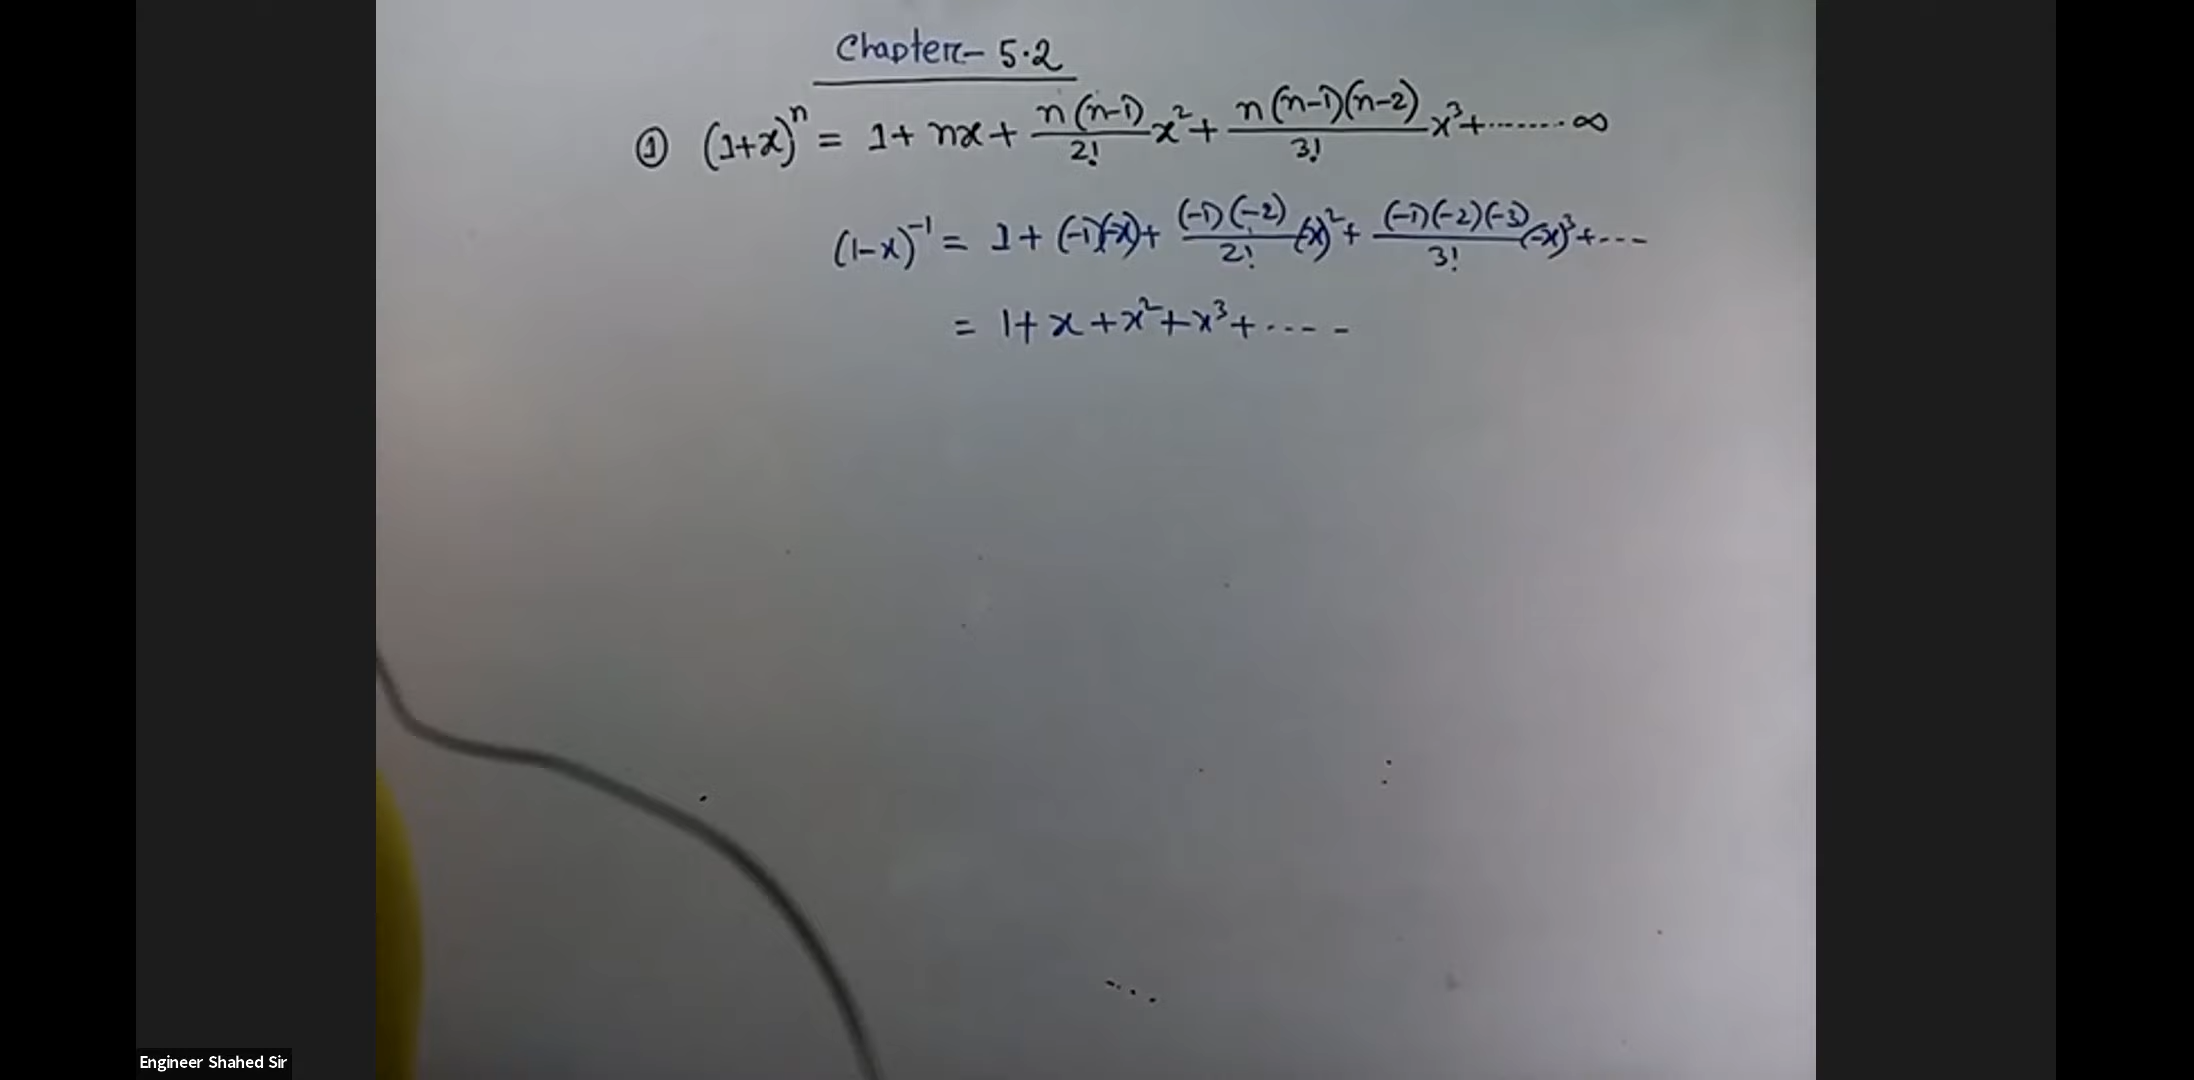 Chapter- 5.2
① (1+x)^n = 1 + nx + n(n-1)/2! x^2 + n(n-1)(n-2)/3! x^3 + ........ ∞
(1-x)^-1 = 1 + (-1)(-x) + (-1)(-2)/2! (-x)^2 + (-1)(-2)(-3)/3! (-x)^3 + ----
= 1 + x + x^2 + x^3 + -----
Engineer Shahed Sir